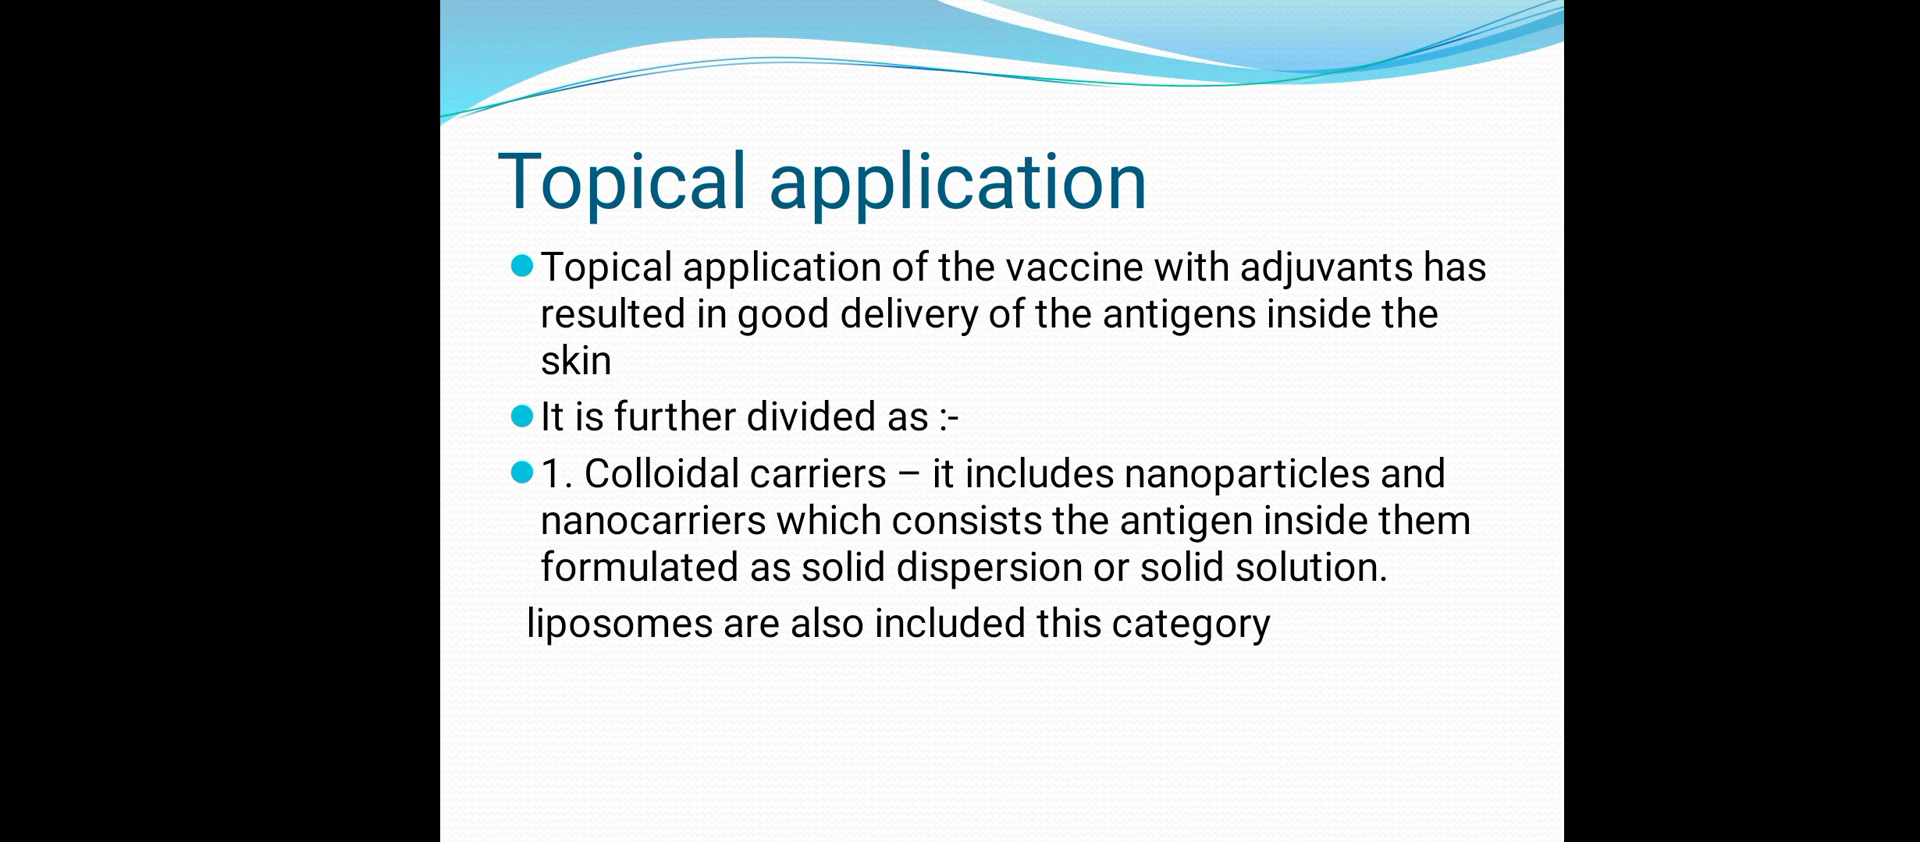 Topical application
Topical application of the vaccine with adjuvants has
resulted in good delivery of the antigens inside the
skin
It is further divided as :-
1. Colloidal carriers – it includes nanoparticles and
nanocarriers which consists the antigen inside them
formulated as solid dispersion or solid solution.
liposomes are also included this category